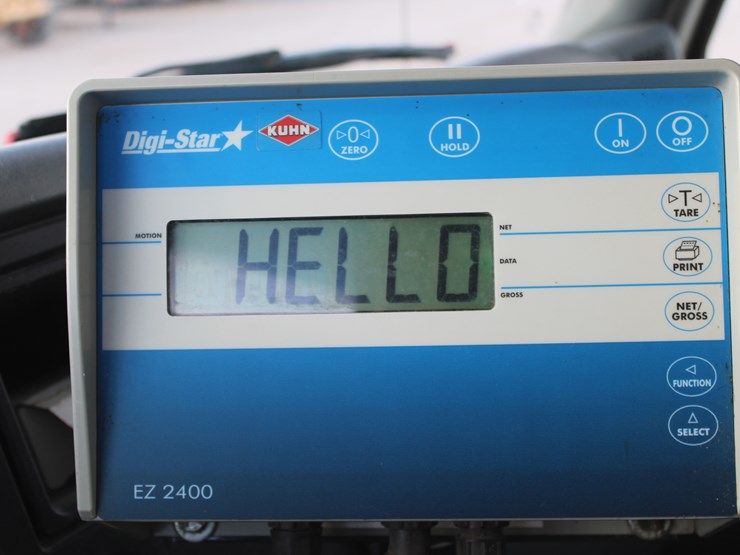 Digi-Star
KUHN
▷0◁
ZERO
HOLD
ON
OFF
MOTION
HELLO
NET
DATA
GROSS
▷T◁
TARE
PRINT
NET/
GROSS
FUNCTION
SELECT
EZ 2400